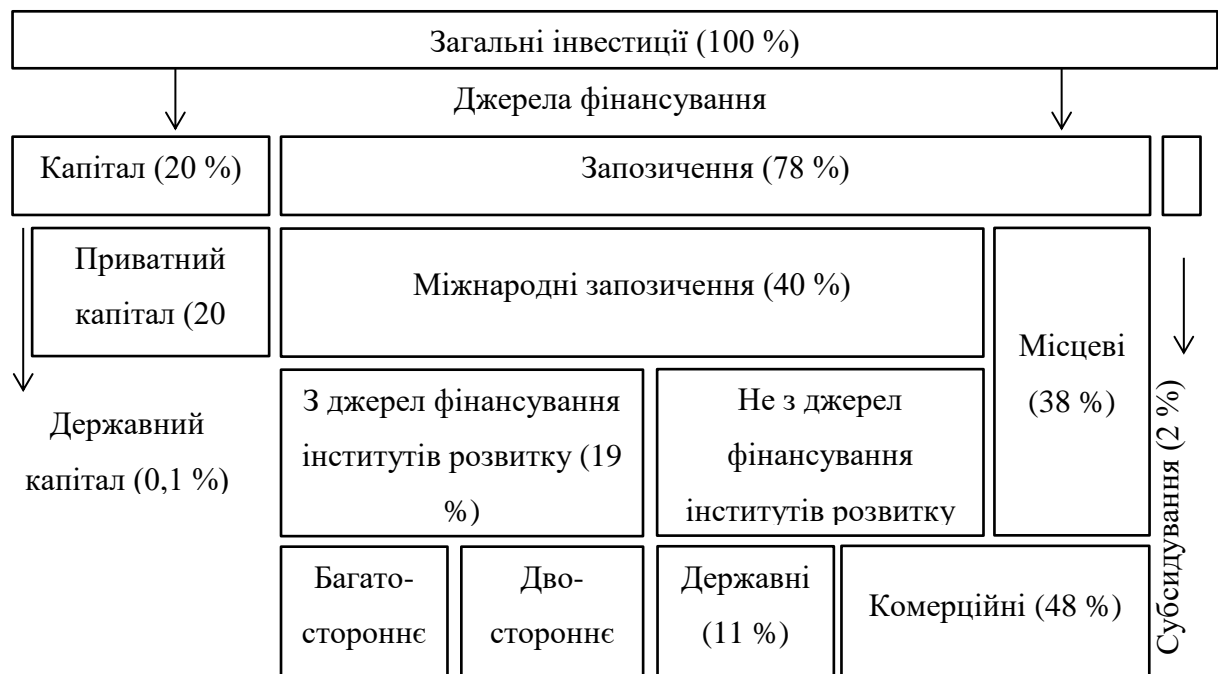 Загальні інвестиції (100 %)
Джерела фінансування
Капітал (20 %)
Запозичення (78 %)
Приватний
капітал (20
Міжнародні запозичення (40 %)
Місцеві
(38 %)
Державний
капітал (0,1 %)
З джерел фінансування
інститутів розвитку (19
%)
Не з джерел
фінансування
інститутів розвитку
Субсидування (2 %)
Багато-
стороннє
Дво-
стороннє
Державні
(11 %)
Комерційні (48 %)